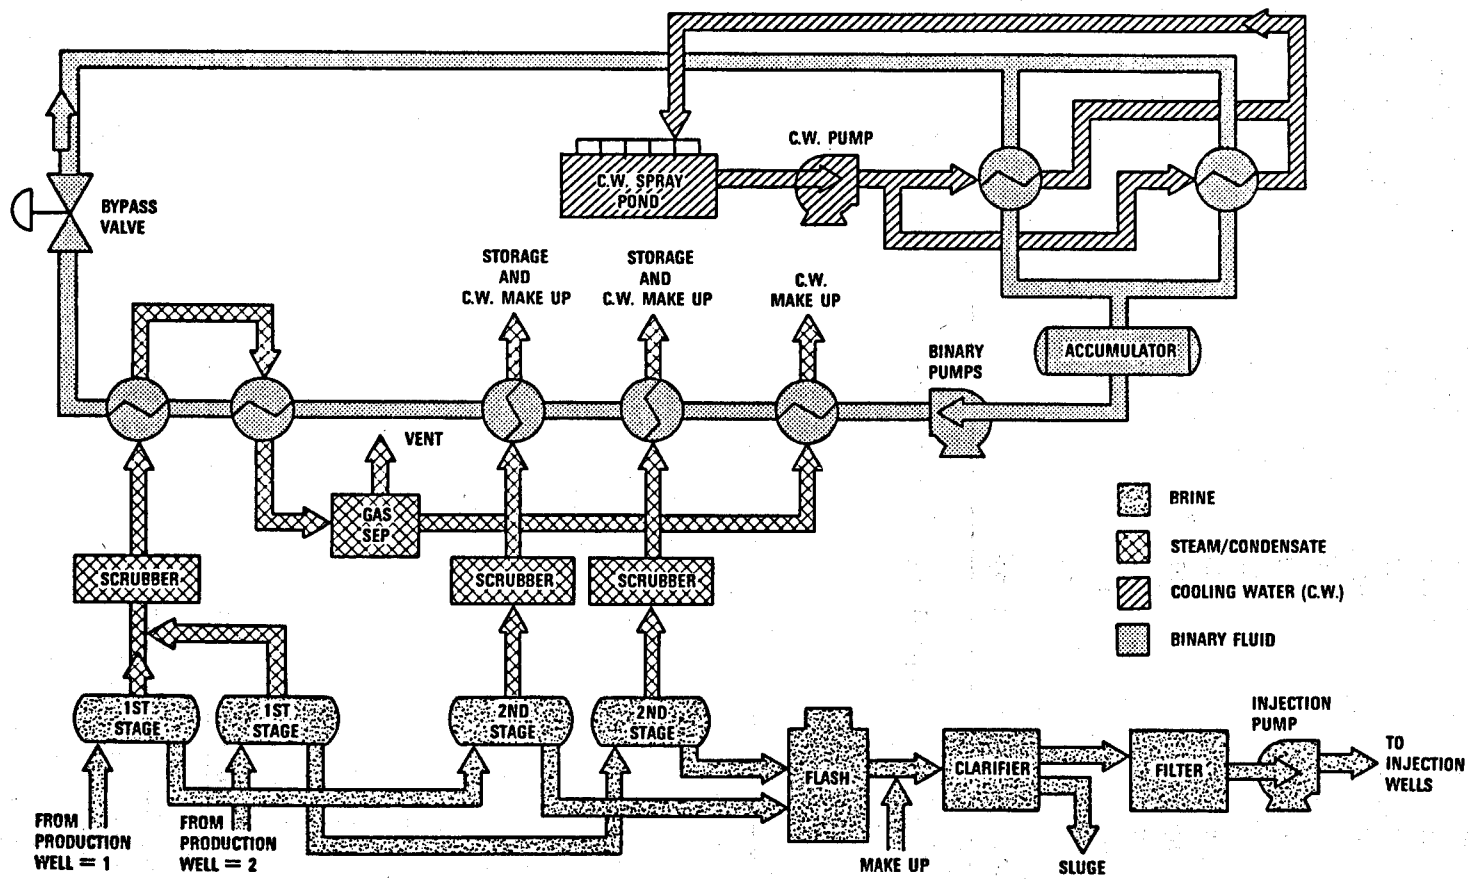 C.W. PUMP
C.W. SPRAY
POND
BYPASS
VALVE
STORAGE
AND
C.W. MAKE UP
STORAGE
AND
C.W. MAKE UP
C.W.
MAKE UP
BINARY
PUMPS
ACCUMULATOR
VENT
GAS
SEP
SCRUBBER
SCRUBBER
SCRUBBER
BRINE
STEAM/CONDENSATE
COOLING WATER (C.W.)
BINARY FLUID
1ST
STAGE
1ST
STAGE
2ND
STAGE
2ND
STAGE
FLASH
CLARIFIER
FILTER
INJECTION
PUMP
TO
INJECTION
WELLS
FROM
PRODUCTION
WELL = 1
FROM
PRODUCTION
WELL = 2
MAKE UP
SLUGE